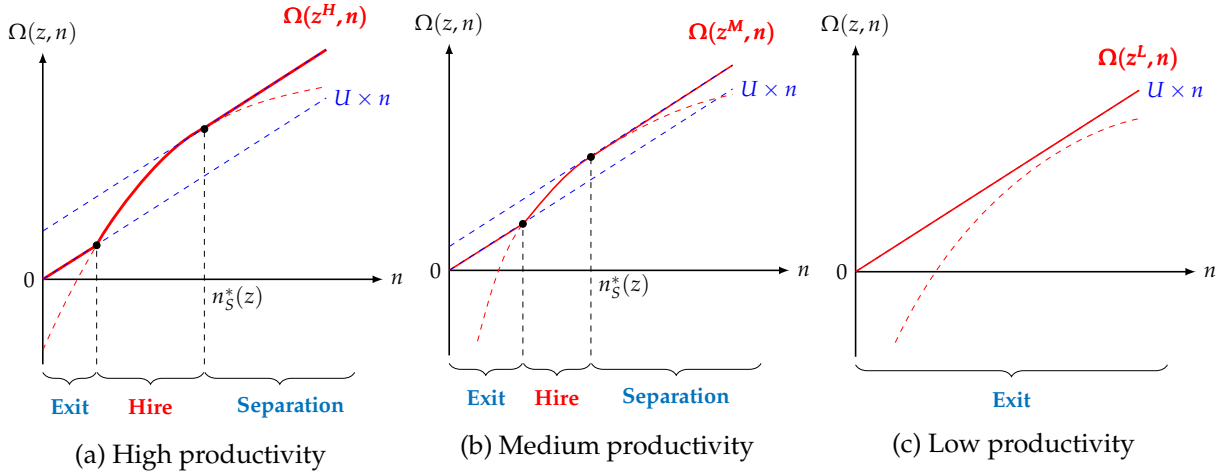 Ω(z, n)
Ω(z^H, n)
U × n
0
n
n*_S(z)
Exit
Hire
Separation
(a) High productivity
Ω(z, n)
Ω(z^M, n)
U × n
0
n
n*_S(z)
Exit
Hire
Separation
(b) Medium productivity
Ω(z, n)
Ω(z^L, n)
U × n
0
n
Exit
(c) Low productivity